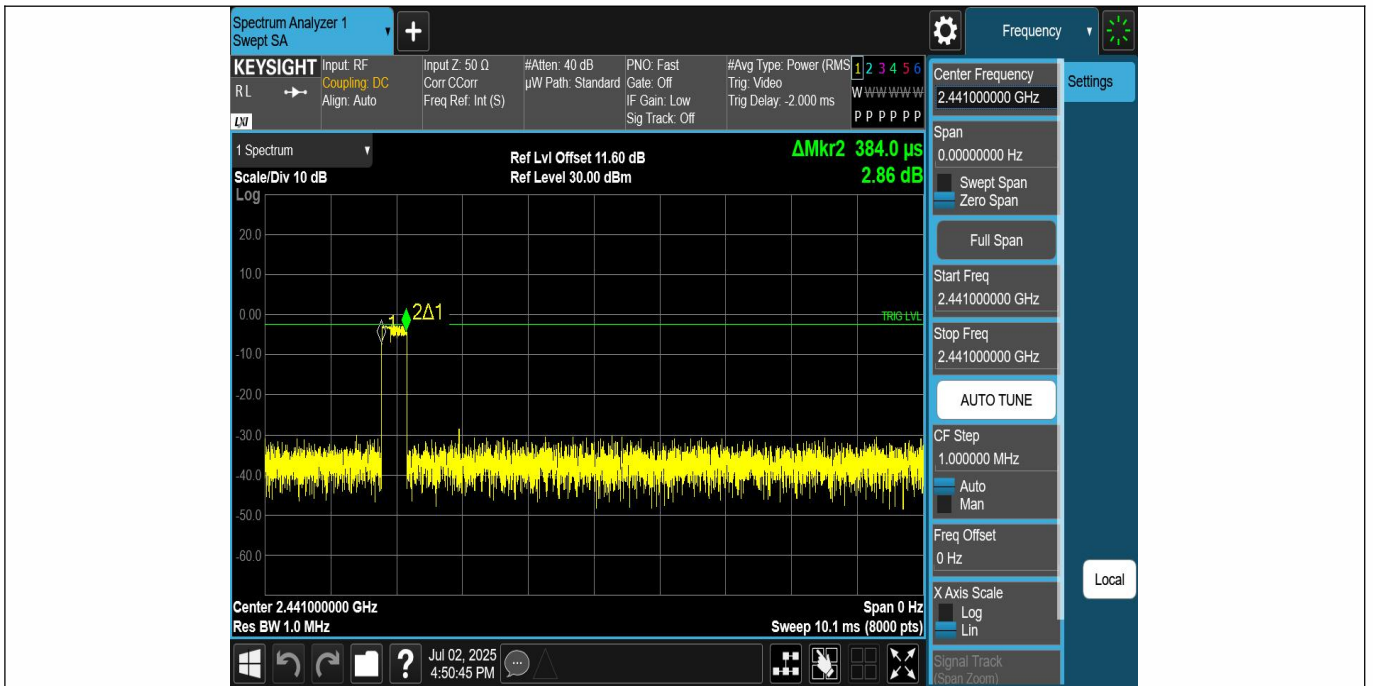 Spectrum Analyzer 1
Swept SA
+
Frequency
KEYSIGHT
RL
LXI
Input: RF
Coupling: DC
Align: Auto
Input Z: 50 Ω
Corr CCorr
Freq Ref: Int (S)
#Atten: 40 dB
µW Path: Standard
PNO: Fast
Gate: Off
IF Gain: Low
Sig Track: Off
#Avg Type: Power (RMS
Trig: Video
Trig Delay: -2.000 ms
1 2 3 4 5 6
W W W W W W
P P P P P P
1 Spectrum
Scale/Div 10 dB
Ref Lvl Offset 11.60 dB
Ref Level 30.00 dBm
ΔMkr2 384.0 µs
2.86 dB
Log
20.0
10.0
0.00
-10.0
-20.0
-30.0
-40.0
-50.0
-60.0
1
2Δ1
TRIG LVL
Center 2.441000000 GHz
Res BW 1.0 MHz
Span 0 Hz
Sweep 10.1 ms (8000 pts)
Center Frequency
2.441000000 GHz
Settings
Span
0.00000000 Hz
Swept Span
Zero Span
Full Span
Start Freq
2.441000000 GHz
Stop Freq
2.441000000 GHz
AUTO TUNE
CF Step
1.000000 MHz
Auto
Man
Freq Offset
0 Hz
X Axis Scale
Log
Lin
Signal Track
(Span Zoom)
Local
?
Jul 02, 2025
4:50:45 PM